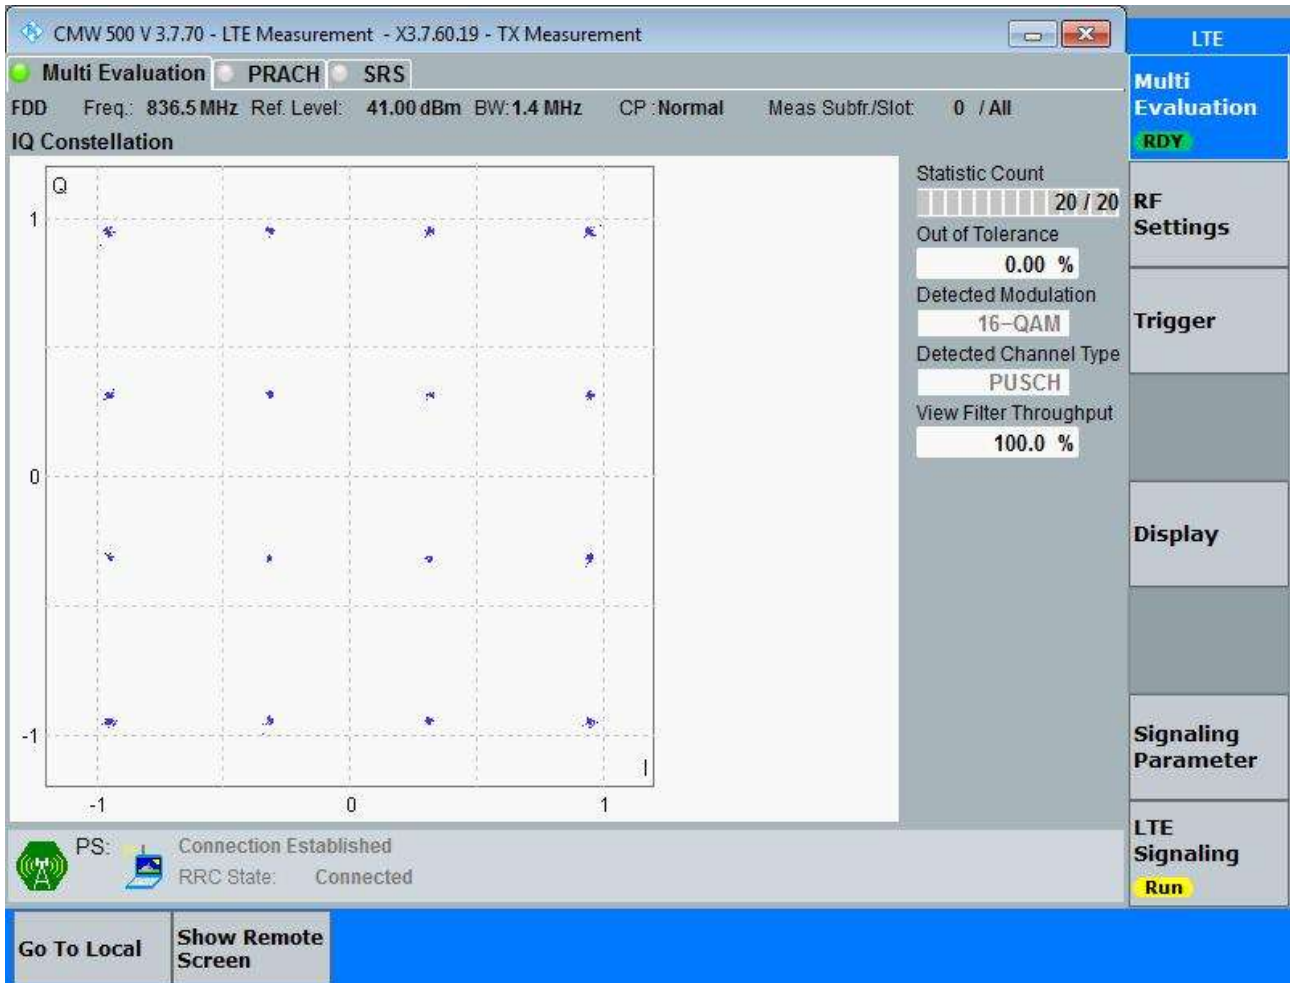 CMW 500 V 3.7.70 - LTE Measurement - X3.7.60.19 - TX Measurement
LTE
Multi Evaluation PRACH SRS
FDD Freq.: 836.5 MHz Ref. Level: 41.00 dBm BW: 1.4 MHz CP : Normal Meas Subfr./Slot: 0 / All
IQ Constellation
Q
1
0
-1
I
-1 0 1
Statistic Count
20 / 20
Out of Tolerance
0.00 %
Detected Modulation
16-QAM
Detected Channel Type
PUSCH
View Filter Throughput
100.0 %
Multi
Evaluation
RDY
RF
Settings
Trigger
Display
Signaling
Parameter
LTE
Signaling
Run
PS: Connection Established
RRC State: Connected
Go To Local
Show Remote
Screen